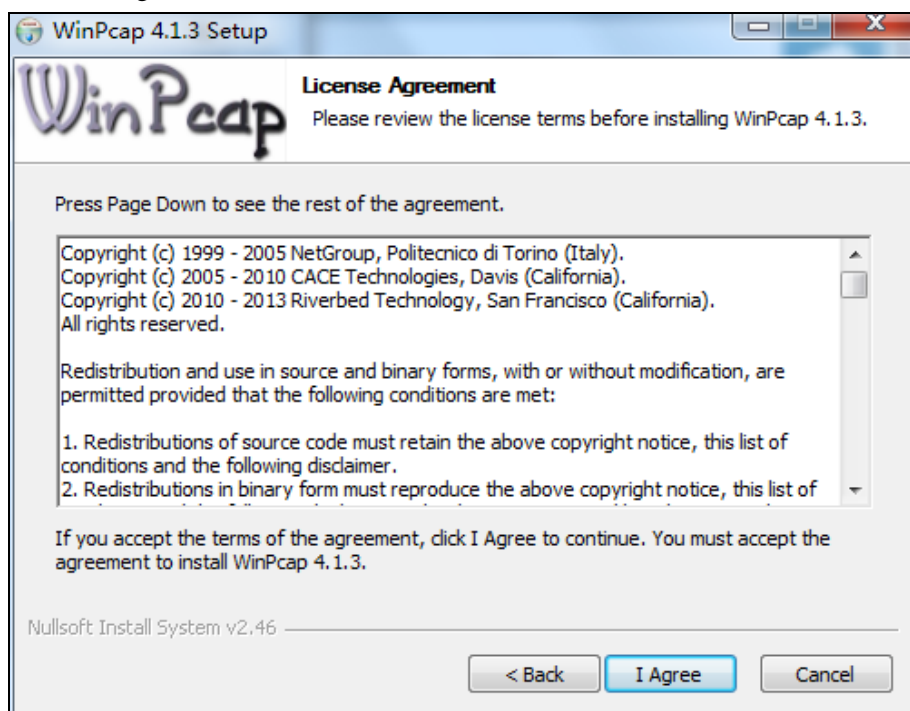 WinPcap 4.1.3 Setup
WinPcap
License Agreement
Please review the license terms before installing WinPcap 4.1.3.
Press Page Down to see the rest of the agreement.
Copyright (c) 1999 - 2005 NetGroup, Politecnico di Torino (Italy).
Copyright (c) 2005 - 2010 CACE Technologies, Davis (California).
Copyright (c) 2010 - 2013 Riverbed Technology, San Francisco (California).
All rights reserved.
Redistribution and use in source and binary forms, with or without modification, are
permitted provided that the following conditions are met:
1. Redistributions of source code must retain the above copyright notice, this list of
conditions and the following disclaimer.
2. Redistributions in binary form must reproduce the above copyright notice, this list of
If you accept the terms of the agreement, click I Agree to continue. You must accept the
agreement to install WinPcap 4.1.3.
Nullsoft Install System v2.46
< Back
I Agree
Cancel